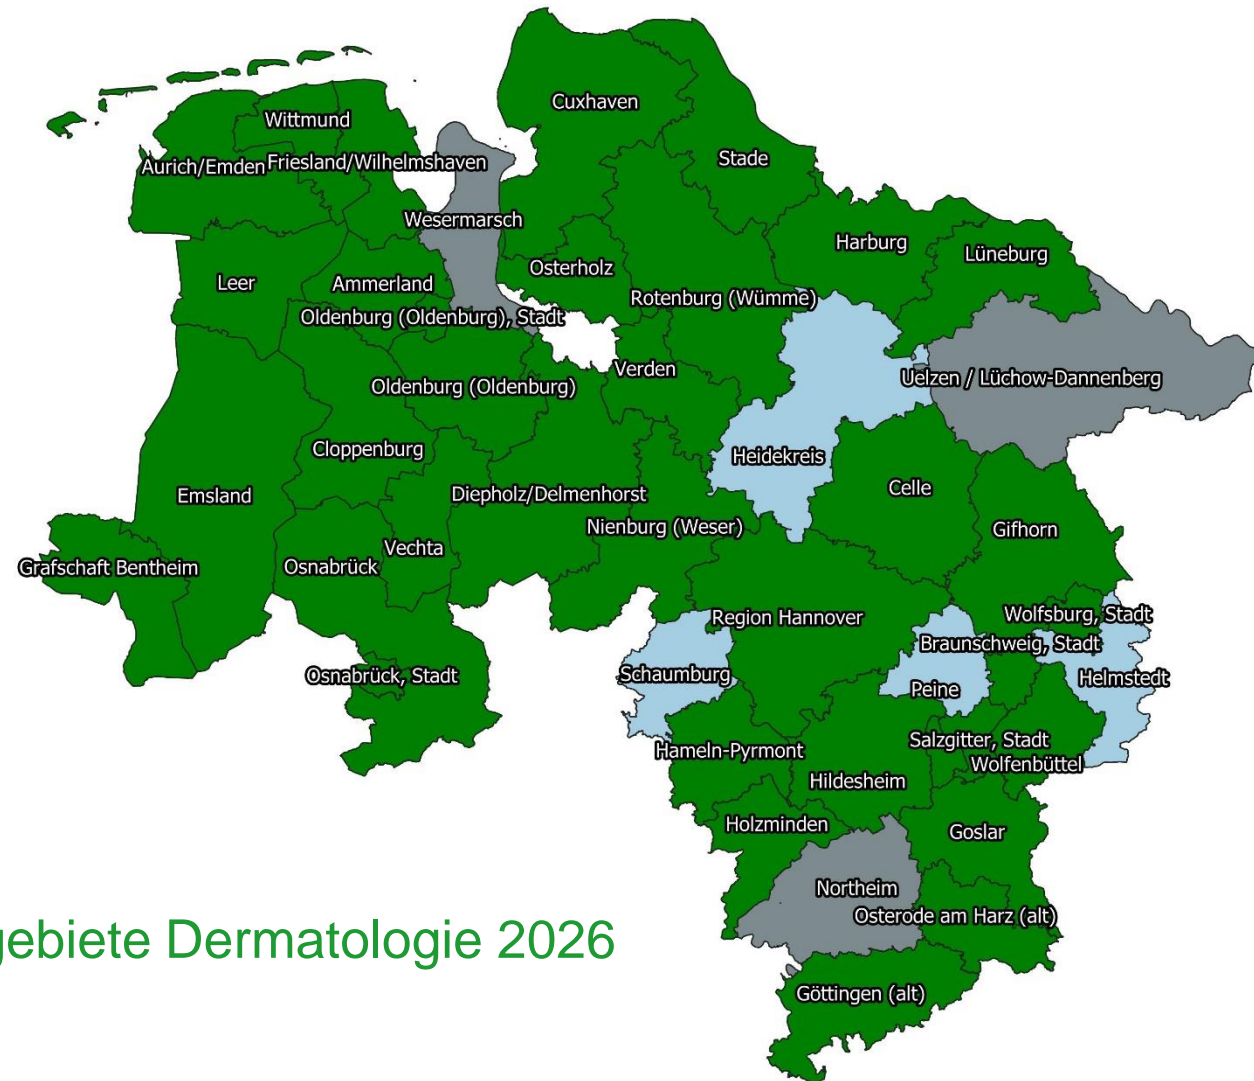 Cuxhaven
Wittmund
Stade
Aurich/Emden
Friesland/Wilhelmshaven
Wesermarsch
Harburg
Lüneburg
Osterholz
Leer
Ammerland
Rotenburg (Wümme)
Oldenburg (Oldenburg), Stadt
Verden
Uelzen / Lüchow-Dannenberg
Oldenburg (Oldenburg)
Cloppenburg
Heidekreis
Celle
Emsland
Diepholz/Delmenhorst
Nienburg (Weser)
Gifhorn
Vechta
Grafschaft Bentheim
Osnabrück
Region Hannover
Wolfsburg, Stadt
Braunschweig, Stadt
Osnabrück, Stadt
Schaumburg
Helmstedt
Peine
Salzgitter, Stadt
Hameln-Pyrmont
Wolfenbüttel
Hildesheim
Holzminden
Goslar
Northeim
Osterode am Harz (alt)
gebiete Dermatologie 2026
Göttingen (alt)